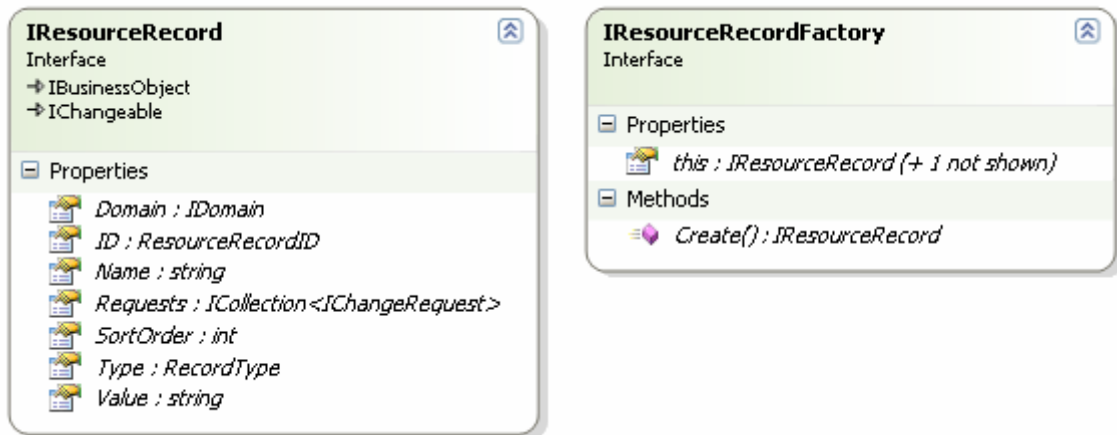 IResourceRecord
Interface
IBusinessObject
IChangeable
Properties
Domain : IDomain
ID : ResourceRecordID
Name : string
Requests : ICollection<IChangeRequest>
SortOrder : int
Type : RecordType
Value : string
IResourceRecordFactory
Interface
Properties
this : IResourceRecord (+ 1 not shown)
Methods
Create() : IResourceRecord